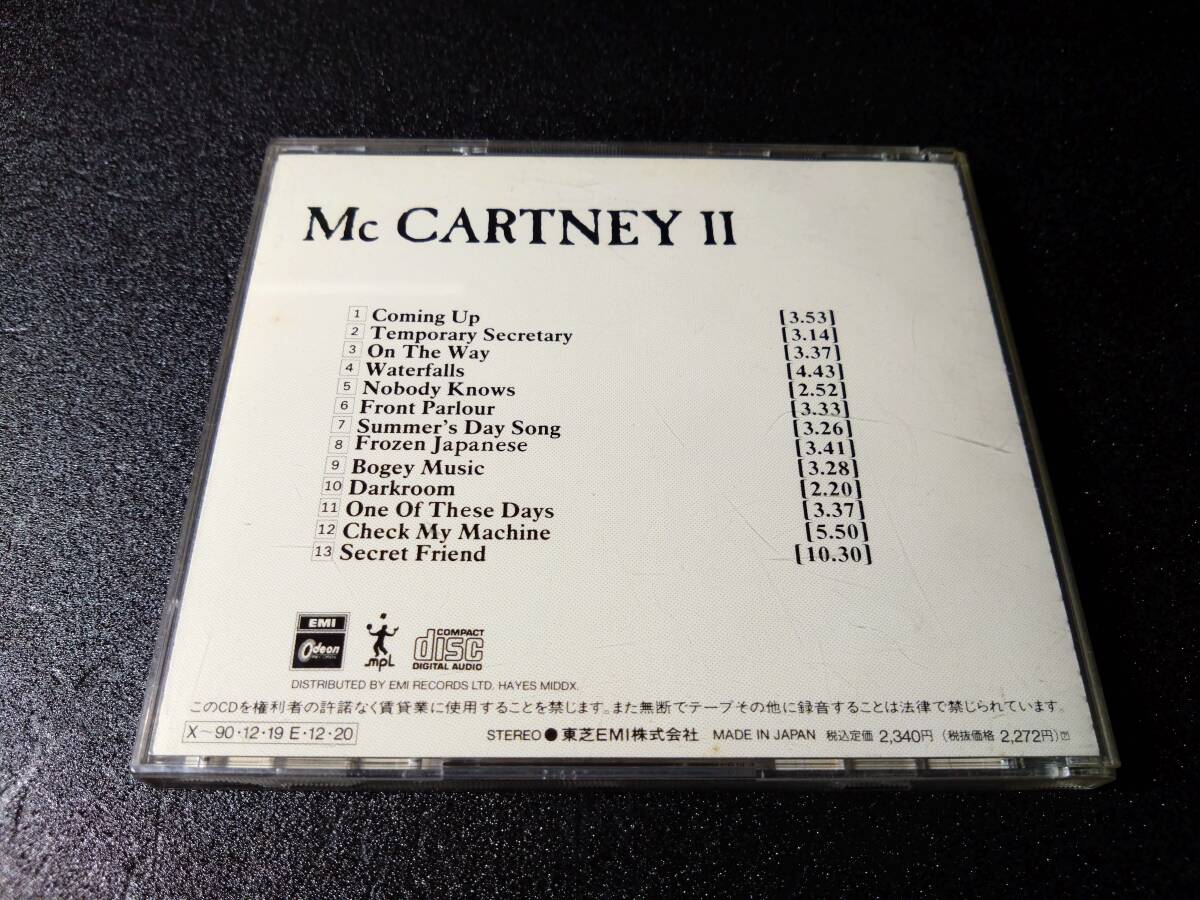 Mc CARTNEY II
1 Coming Up [3.53]
2 Temporary Secretary [3.14]
3 On The Way [3.37]
4 Waterfalls [4.43]
5 Nobody Knows [2.52]
6 Front Parlour [3.33]
7 Summer's Day Song [3.26]
8 Frozen Japanese [3.41]
9 Bogey Music [3.28]
10 Darkroom [2.20]
11 One Of These Days [3.37]
12 Check My Machine [5.50]
13 Secret Friend [10.30]
EMI
Odeon
mpL
COMPACT
disc
DIGITAL AUDIO
DISTRIBUTED BY EMI RECORDS LTD. HAYES MIDDX.
このCDを権利者の許諾なく賃貸業に使用することを禁じます。また無断でテープその他に録音することは法律で禁じられています。
X~90・12・19 E・12・20 STEREO●東芝EMI株式会社 MADE IN JAPAN 税込定価 2,340円 (税抜価格 2,272円)